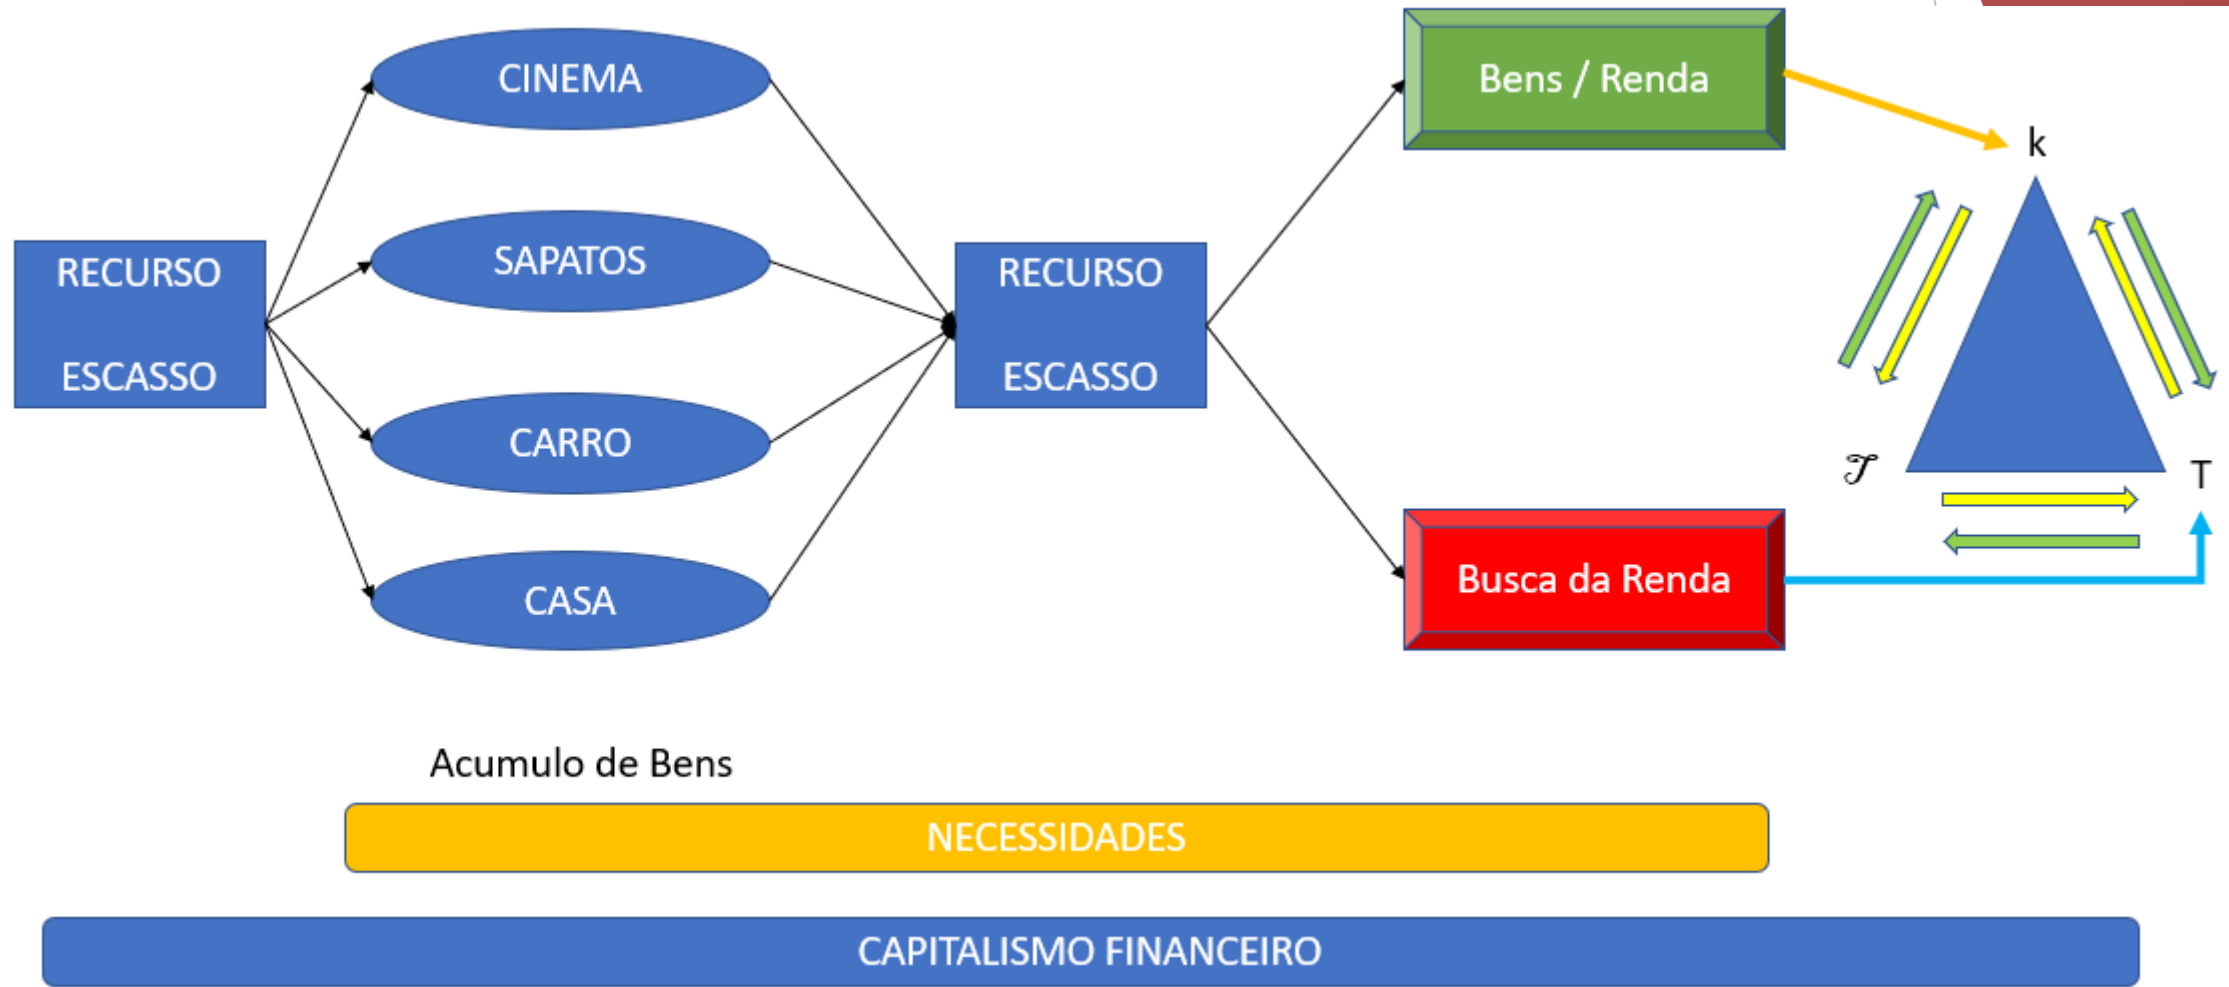 RECURSO
ESCASSO
CINEMA
SAPATOS
CARRO
CASA
RECURSO
ESCASSO
Bens / Renda
Busca da Renda
k
𝒯
T
Acumulo de Bens
NECESSIDADES
CAPITALISMO FINANCEIRO